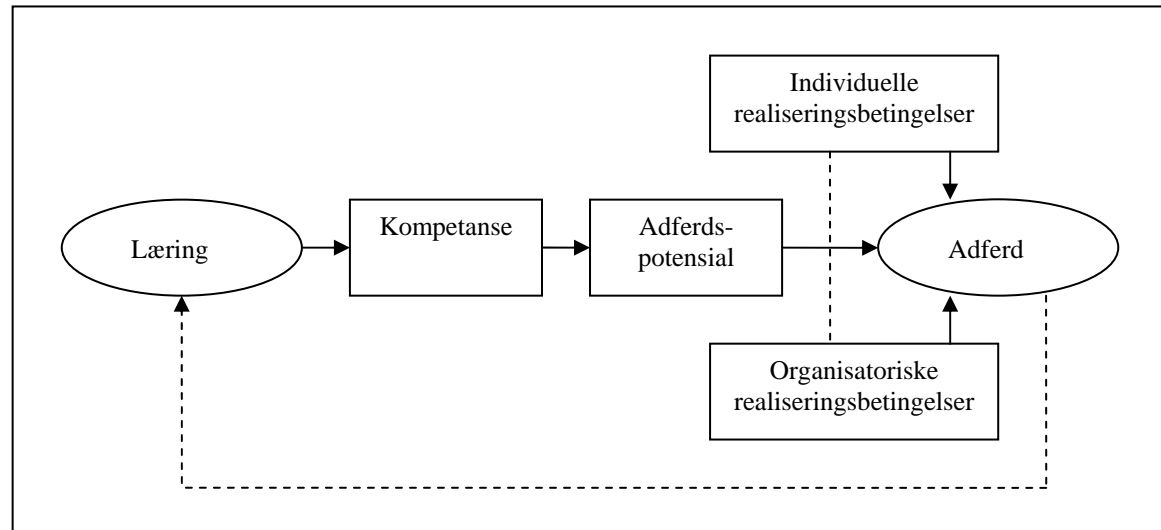 Individuelle
realiseringsbetingelser
Læring
Kompetanse
Adferds-
potensial
Adferd
Organisatoriske
realiseringsbetingelser